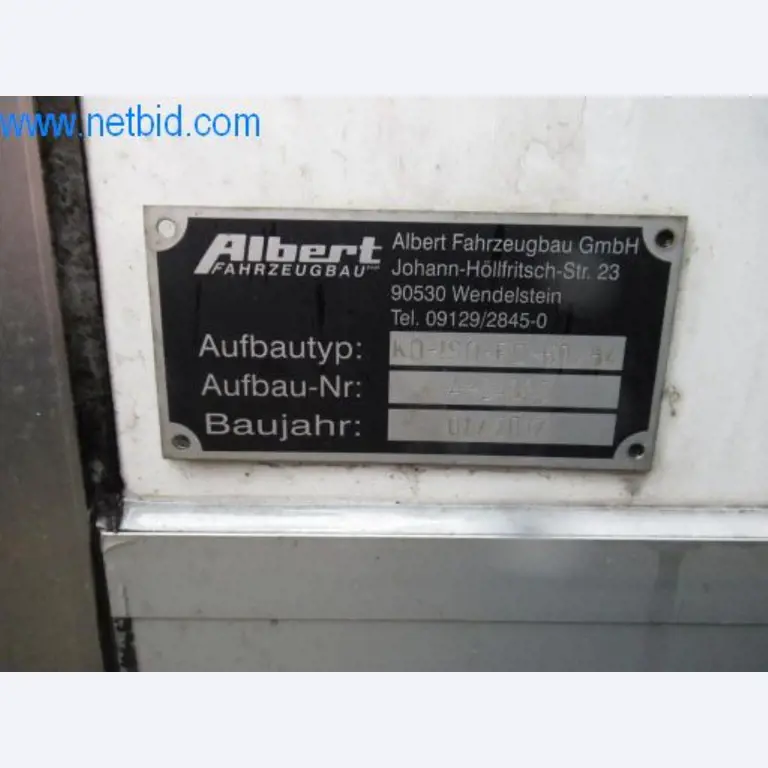 www.netbid.com
Albert
FAHRZEUGBAU
Albert Fahrzeugbau GmbH
Johann-Höllfritsch-Str. 23
90530 Wendelstein
Tel. 09129/2845-0
Aufbautyp:
Aufbau-Nr:
Baujahr: